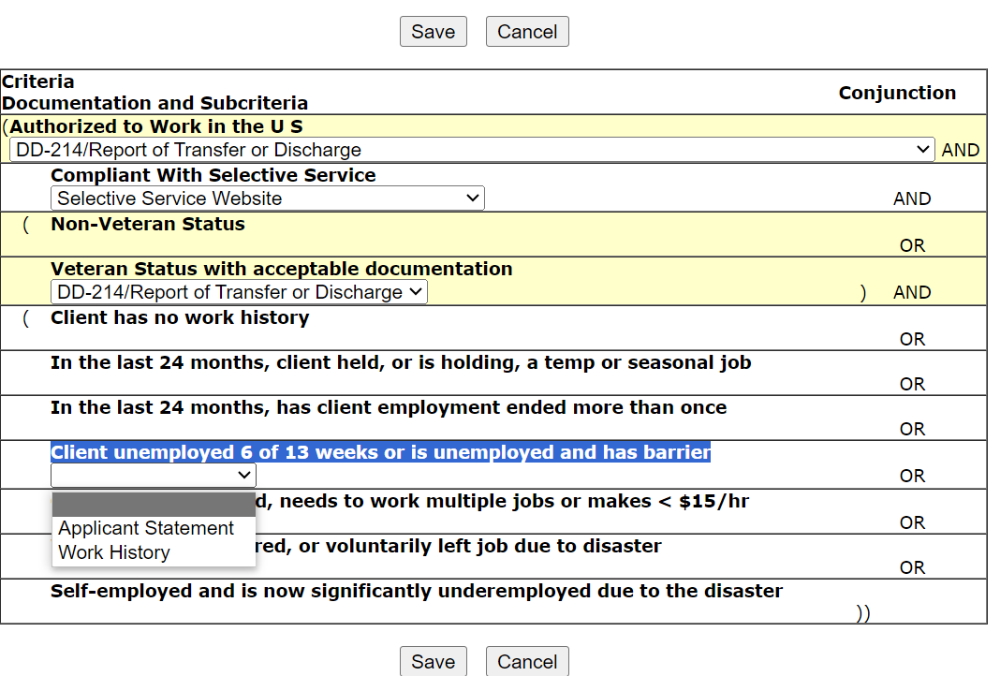 Save Cancel
Criteria
Documentation and Subcriteria
Conjunction
(Authorized to Work in the U S
DD-214/Report of Transfer or Discharge AND
Compliant With Selective Service
Selective Service Website AND
( Non-Veteran Status
OR
Veteran Status with acceptable documentation
DD-214/Report of Transfer or Discharge ) AND
( Client has no work history
OR
In the last 24 months, client held, or is holding, a temp or seasonal job
OR
In the last 24 months, has client employment ended more than once
OR
Client unemployed 6 of 13 weeks or is unemployed and has barrier
OR
d, needs to work multiple jobs or makes < $15/hr
OR
Applicant Statement
Work History
red, or voluntarily left job due to disaster
OR
Self-employed and is now significantly underemployed due to the disaster
))
Save Cancel